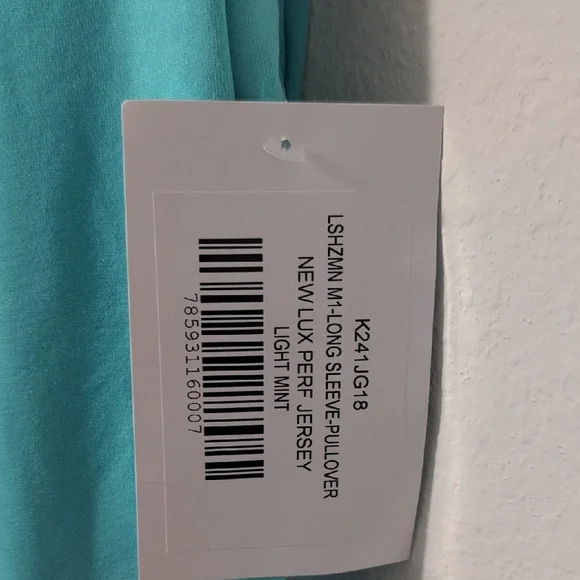 K241JG18
LSHZMN M1-LONG SLEEVE-PULLOVER
NEW LUX PERF JERSEY
LIGHT MINT
785931160007